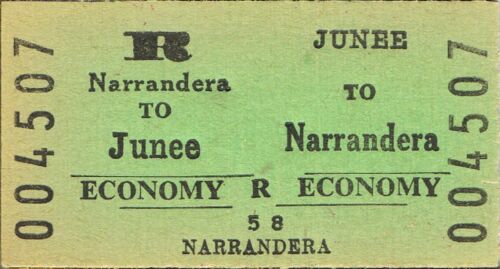 004507
R
Narrandera
TO
Junee
ECONOMY
JUNEE
TO
Narrandera
ECONOMY
R
58
NARRANDERA
004507